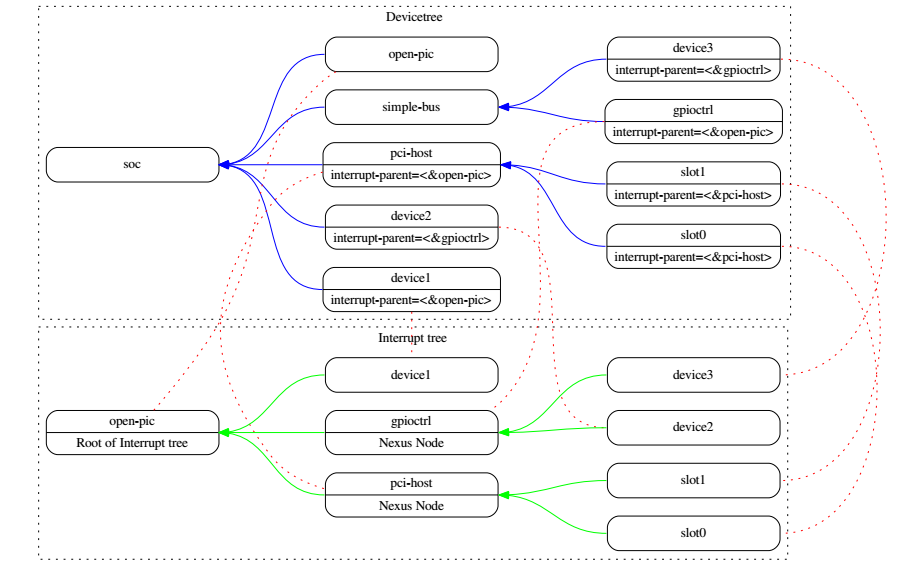 Devicetree
open-pic
device3
interrupt-parent=<&gpioctrl>
simple-bus
gpioctrl
interrupt-parent=<&open-pic>
soc
pci-host
interrupt-parent=<&open-pic>
slot1
interrupt-parent=<&pci-host>
device2
interrupt-parent=<&gpioctrl>
slot0
interrupt-parent=<&pci-host>
device1
interrupt-parent=<&open-pic>
Interrupt tree
device1
device3
open-pic
Root of Interrupt tree
gpioctrl
Nexus Node
device2
pci-host
Nexus Node
slot1
slot0